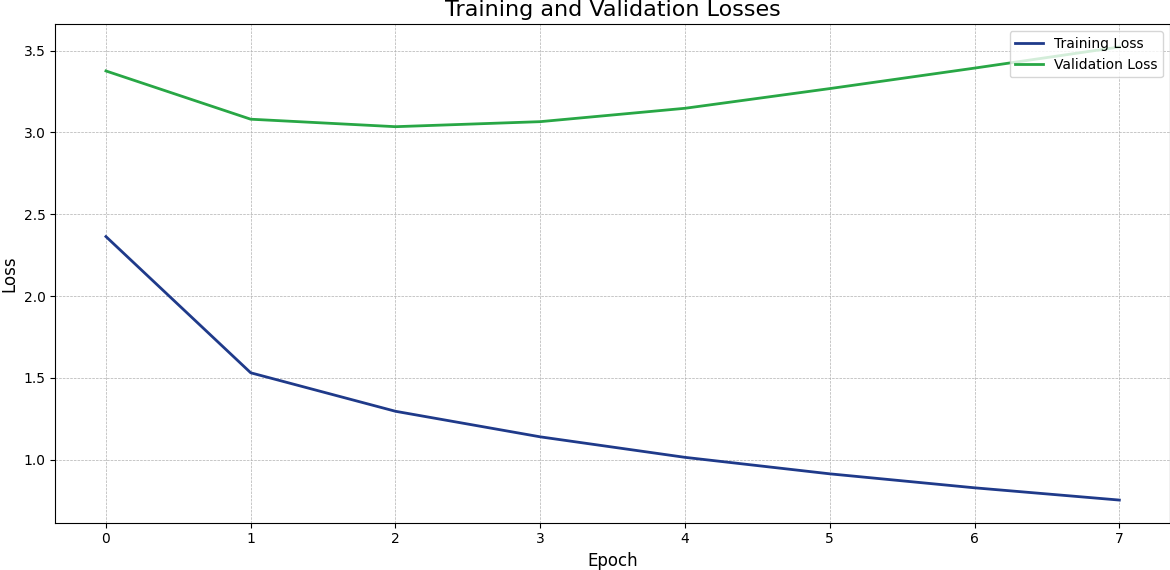 Training and Validation Losses
Training Loss
Validation Loss
3.5
3.0
2.5
2.0
1.5
1.0
Loss
0 1 2 3 4 5 6 7
Epoch